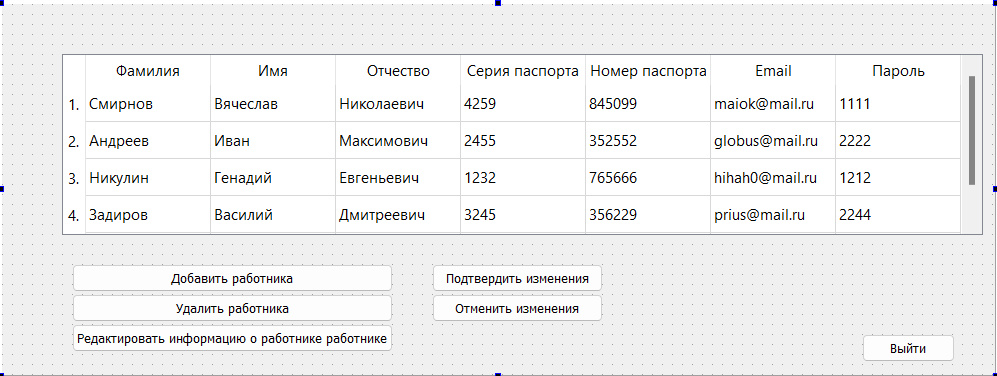 Фамилия Имя Отчество Серия паспорта Номер паспорта Email Пароль
1. Смирнов Вячеслав Николаевич 4259 845099 maiok@mail.ru 1111
2. Андреев Иван Максимович 2455 352552 globus@mail.ru 2222
3. Никулин Генадий Евгеньевич 1232 765666 hihah0@mail.ru 1212
4. Задиров Василий Дмитреевич 3245 356229 prius@mail.ru 2244
Добавить работника Подтвердить изменения
Удалить работника Отменить изменения
Редактировать информацию о работнике работнике
Выйти